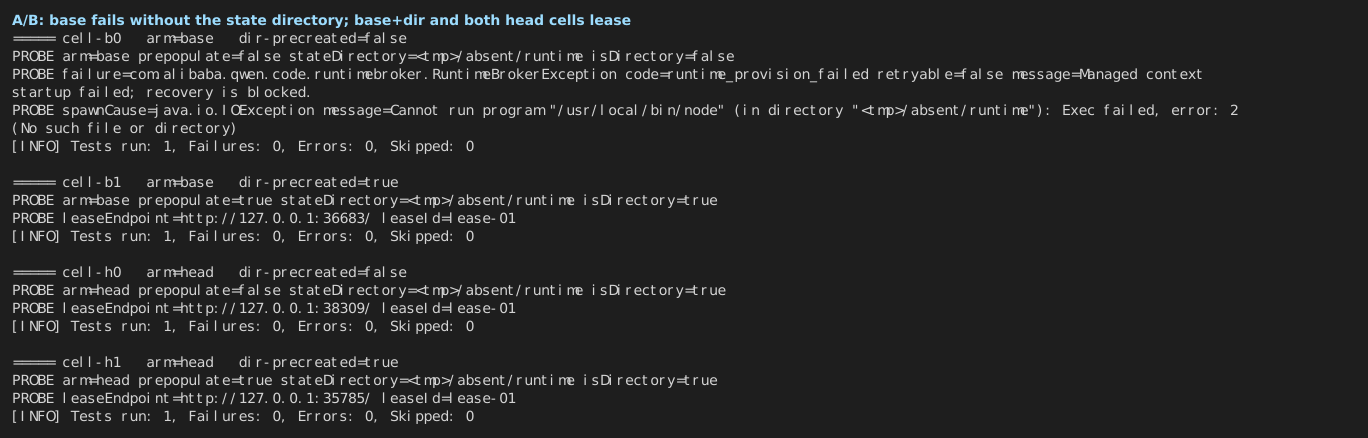 A/B: base fails without the state directory; base+dir and both head cells lease
===== cell-b0 arm=base dir-precreated=false
PROBE arm=base prepopulate=false stateDirectory=<tmp>/absent/runtime isDirectory=false
PROBE failure=com.alibaba.qwen.code.runtimebroker.RuntimeBrokerException code=runtime_provision_failed retryable=false message=Managed context
startup failed; recovery is blocked.
PROBE spawnCause=java.io.IOException message=Cannot run program "/usr/local/bin/node" (in directory "<tmp>/absent/runtime"): Exec failed, error: 2
(No such file or directory)
[INFO] Tests run: 1, Failures: 0, Errors: 0, Skipped: 0
===== cell-b1 arm=base dir-precreated=true
PROBE arm=base prepopulate=true stateDirectory=<tmp>/absent/runtime isDirectory=true
PROBE leaseEndpoint=http://127.0.0.1:36683/ leaseId=lease-01
[INFO] Tests run: 1, Failures: 0, Errors: 0, Skipped: 0
===== cell-h0 arm=head dir-precreated=false
PROBE arm=head prepopulate=false stateDirectory=<tmp>/absent/runtime isDirectory=true
PROBE leaseEndpoint=http://127.0.0.1:38309/ leaseId=lease-01
[INFO] Tests run: 1, Failures: 0, Errors: 0, Skipped: 0
===== cell-h1 arm=head dir-precreated=true
PROBE arm=head prepopulate=true stateDirectory=<tmp>/absent/runtime isDirectory=true
PROBE leaseEndpoint=http://127.0.0.1:35785/ leaseId=lease-01
[INFO] Tests run: 1, Failures: 0, Errors: 0, Skipped: 0